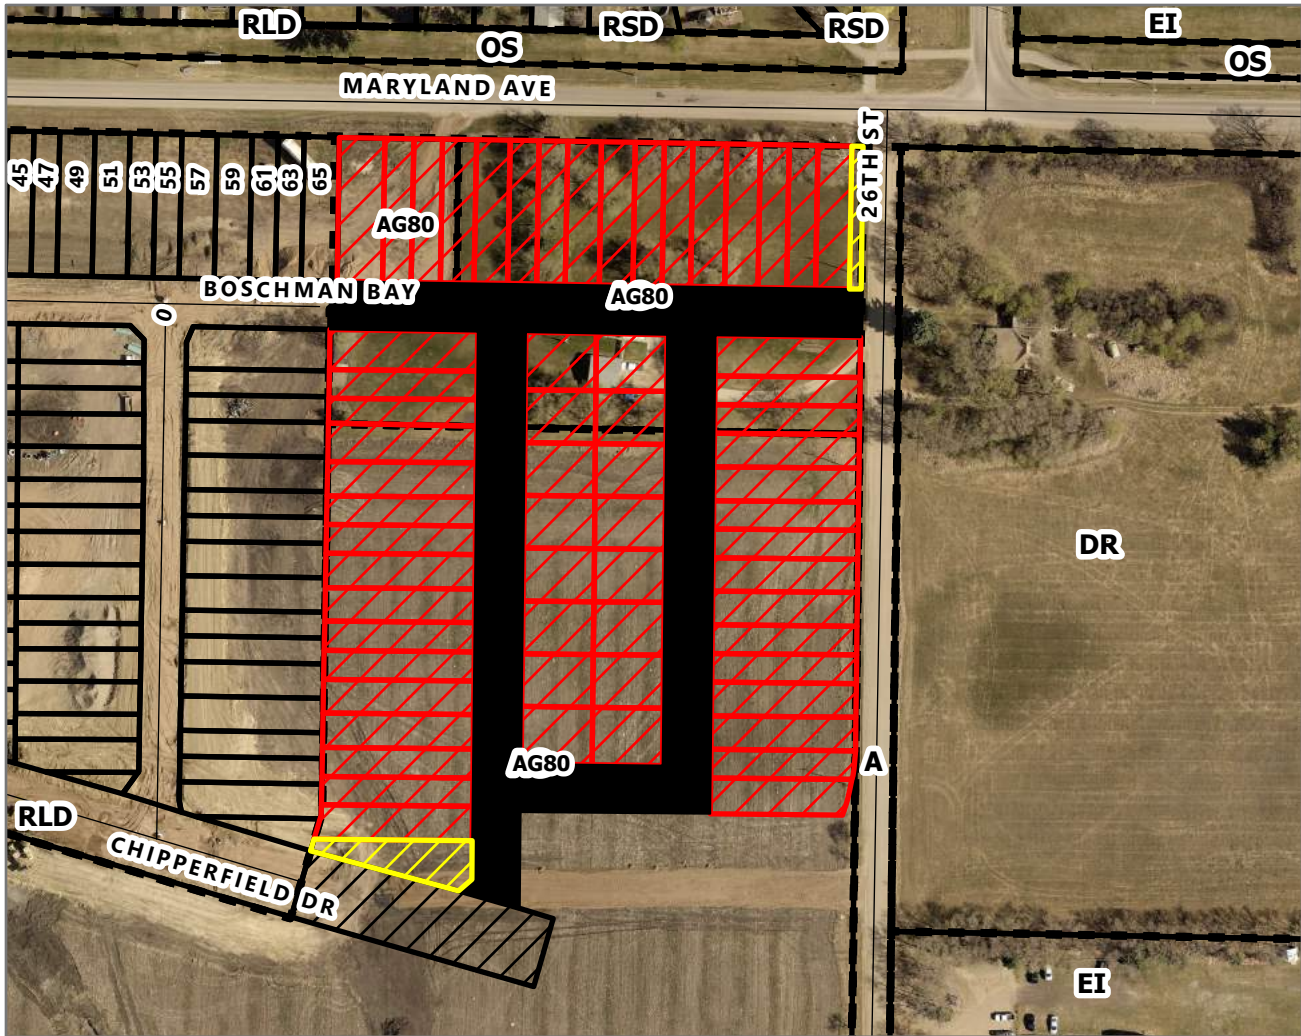 RLD
RSD
RSD
EI
OS
OS
MARYLAND AVE
26TH ST
45
47
49
51
53
55
57
59
61
63
65
AG80
BOSCHMAN BAY
AG80
0
DR
AG80
A
RLD
CHIPPERFIELD DR
EI